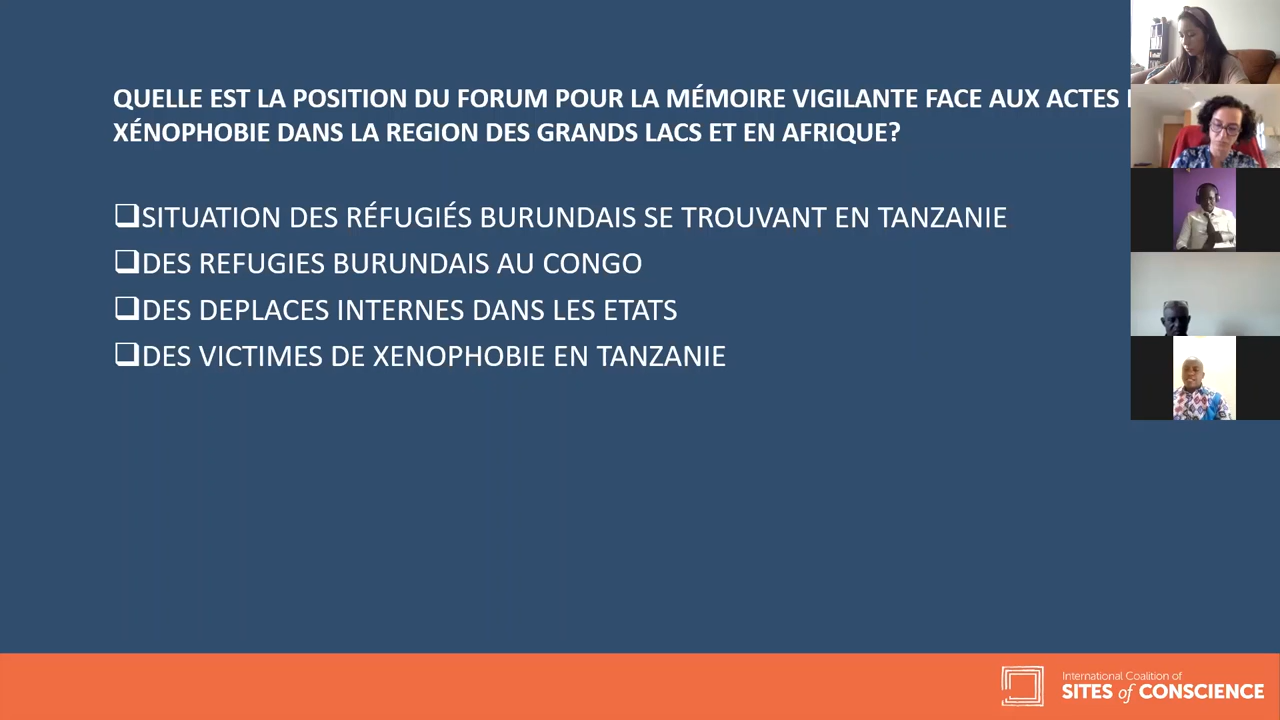 QUELLE EST LA POSITION DU FORUM POUR LA MÉMOIRE VIGILANTE FACE AUX ACTES
XÉNOPHOBIE DANS LA REGION DES GRANDS LACS ET EN AFRIQUE?
❑SITUATION DES RÉFUGIÉS BURUNDAIS SE TROUVANT EN TANZANIE
❑DES REFUGIES BURUNDAIS AU CONGO
❑DES DEPLACES INTERNES DANS LES ETATS
❑DES VICTIMES DE XENOPHOBIE EN TANZANIE
International Coalition of
SITES of CONSCIENCE